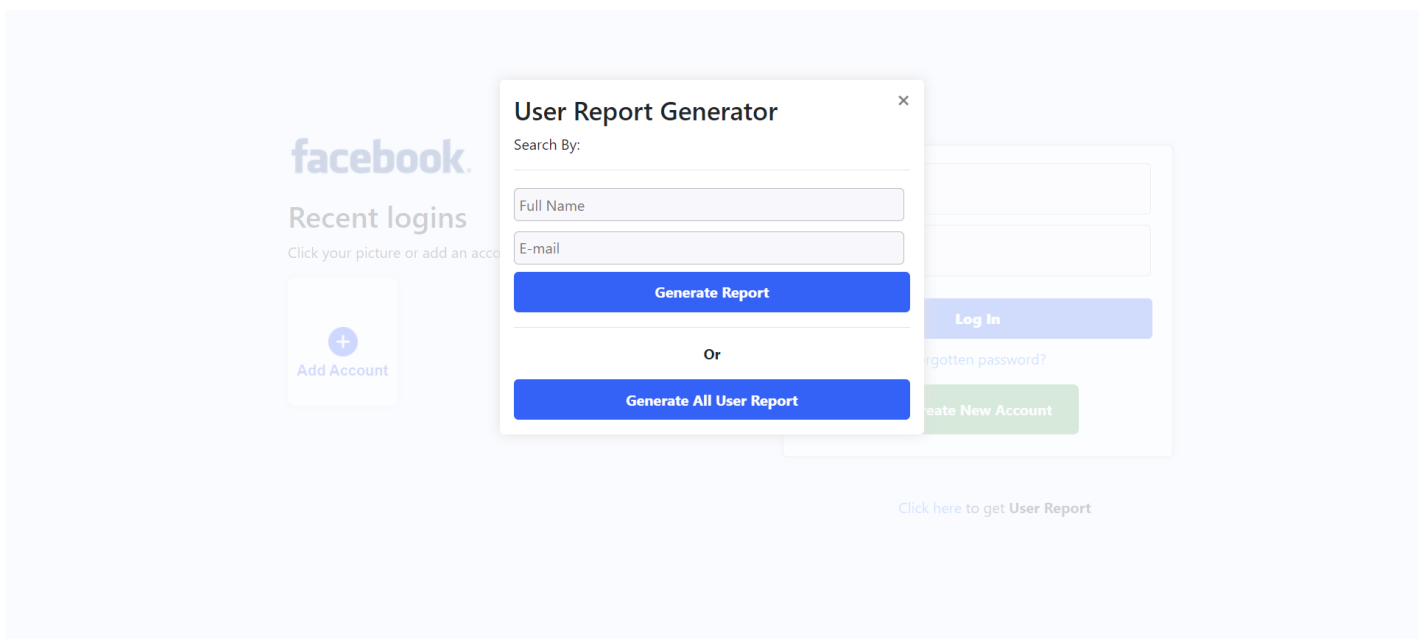 User Report Generator
×
Search By:
Full Name
E-mail
Generate Report
Or
Generate All User Report
facebook.
Recent logins
Click your picture or add an acco
Add Account
Log In
rgotten password?
eate New Account
Click here to get User Report